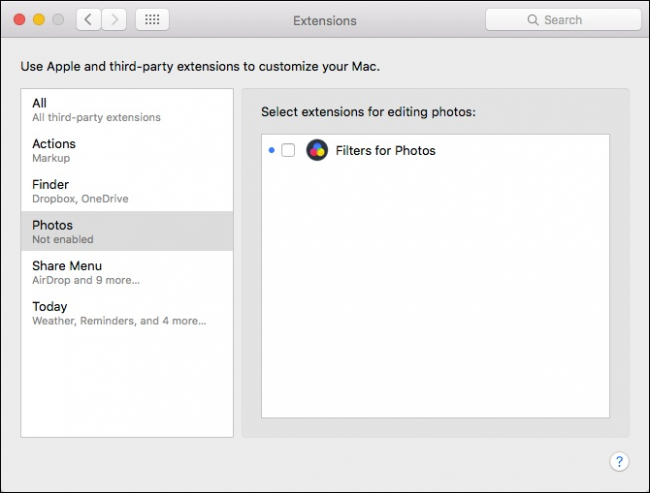 Extensions
Search
Use Apple and third-party extensions to customize your Mac.
All
All third-party extensions
Actions
Markup
Finder
Dropbox, OneDrive
Photos
Not enabled
Share Menu
AirDrop and 9 more...
Today
Weather, Reminders, and 4 more...
Select extensions for editing photos:
Filters for Photos
?